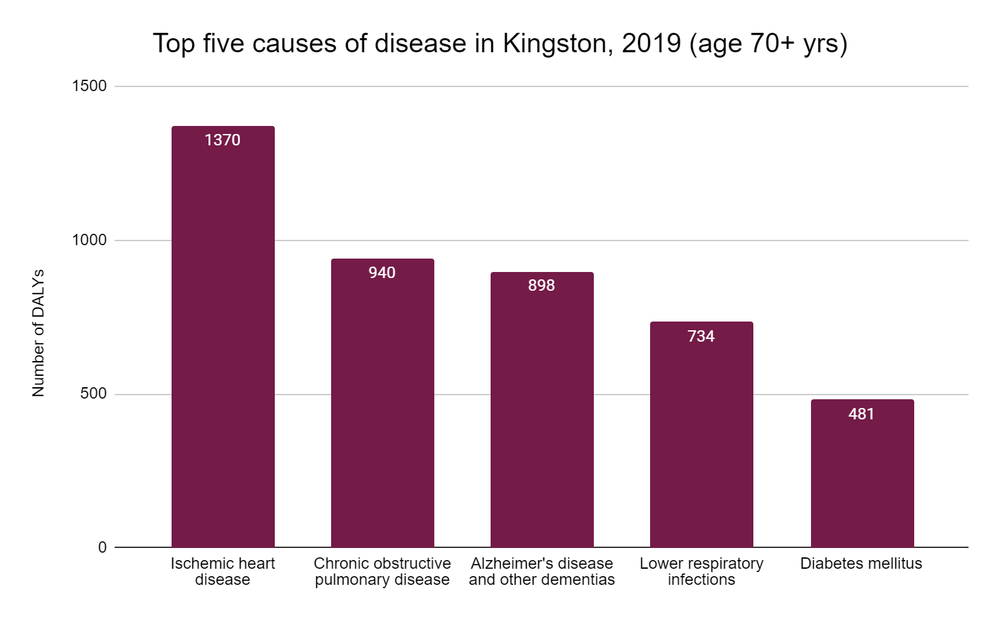 Top five causes of disease in Kingston, 2019 (age 70+ yrs)
1500
1000
500
0
Number of DALYs
1370
940
898
734
481
Ischemic heart
disease
Chronic obstructive
pulmonary disease
Alzheimer's disease
and other dementias
Lower respiratory
infections
Diabetes mellitus